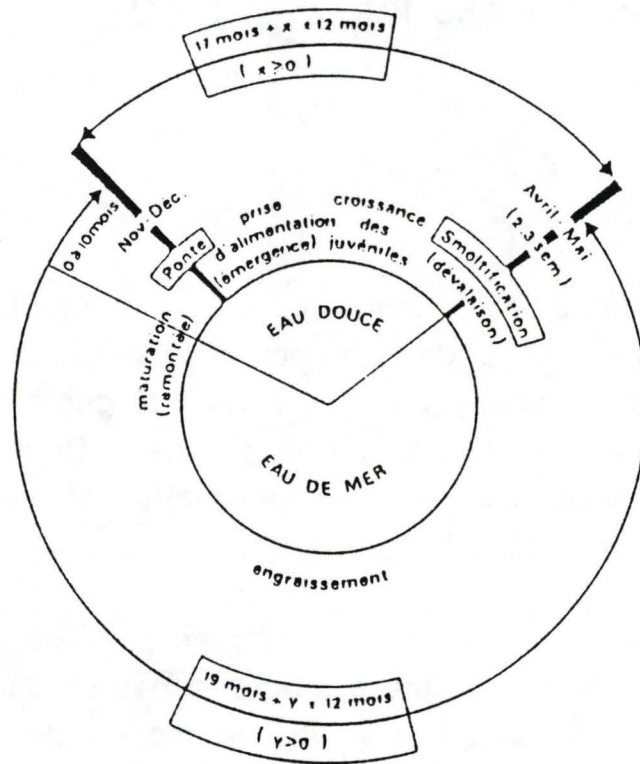 17 mois + x × 12 mois
( x>0 )
0 à 10 mois
Nov-Déc.
Ponte
prise
d'alimentation
(émergence)
croissance
des
juvéniles
Smoltification
(dévalaison)
Avril-Mai
(2.3 sem.)
maturation
(remontée)
EAU DOUCE
EAU DE MER
engraissement
19 mois + Y × 12 mois
( Y>0 )